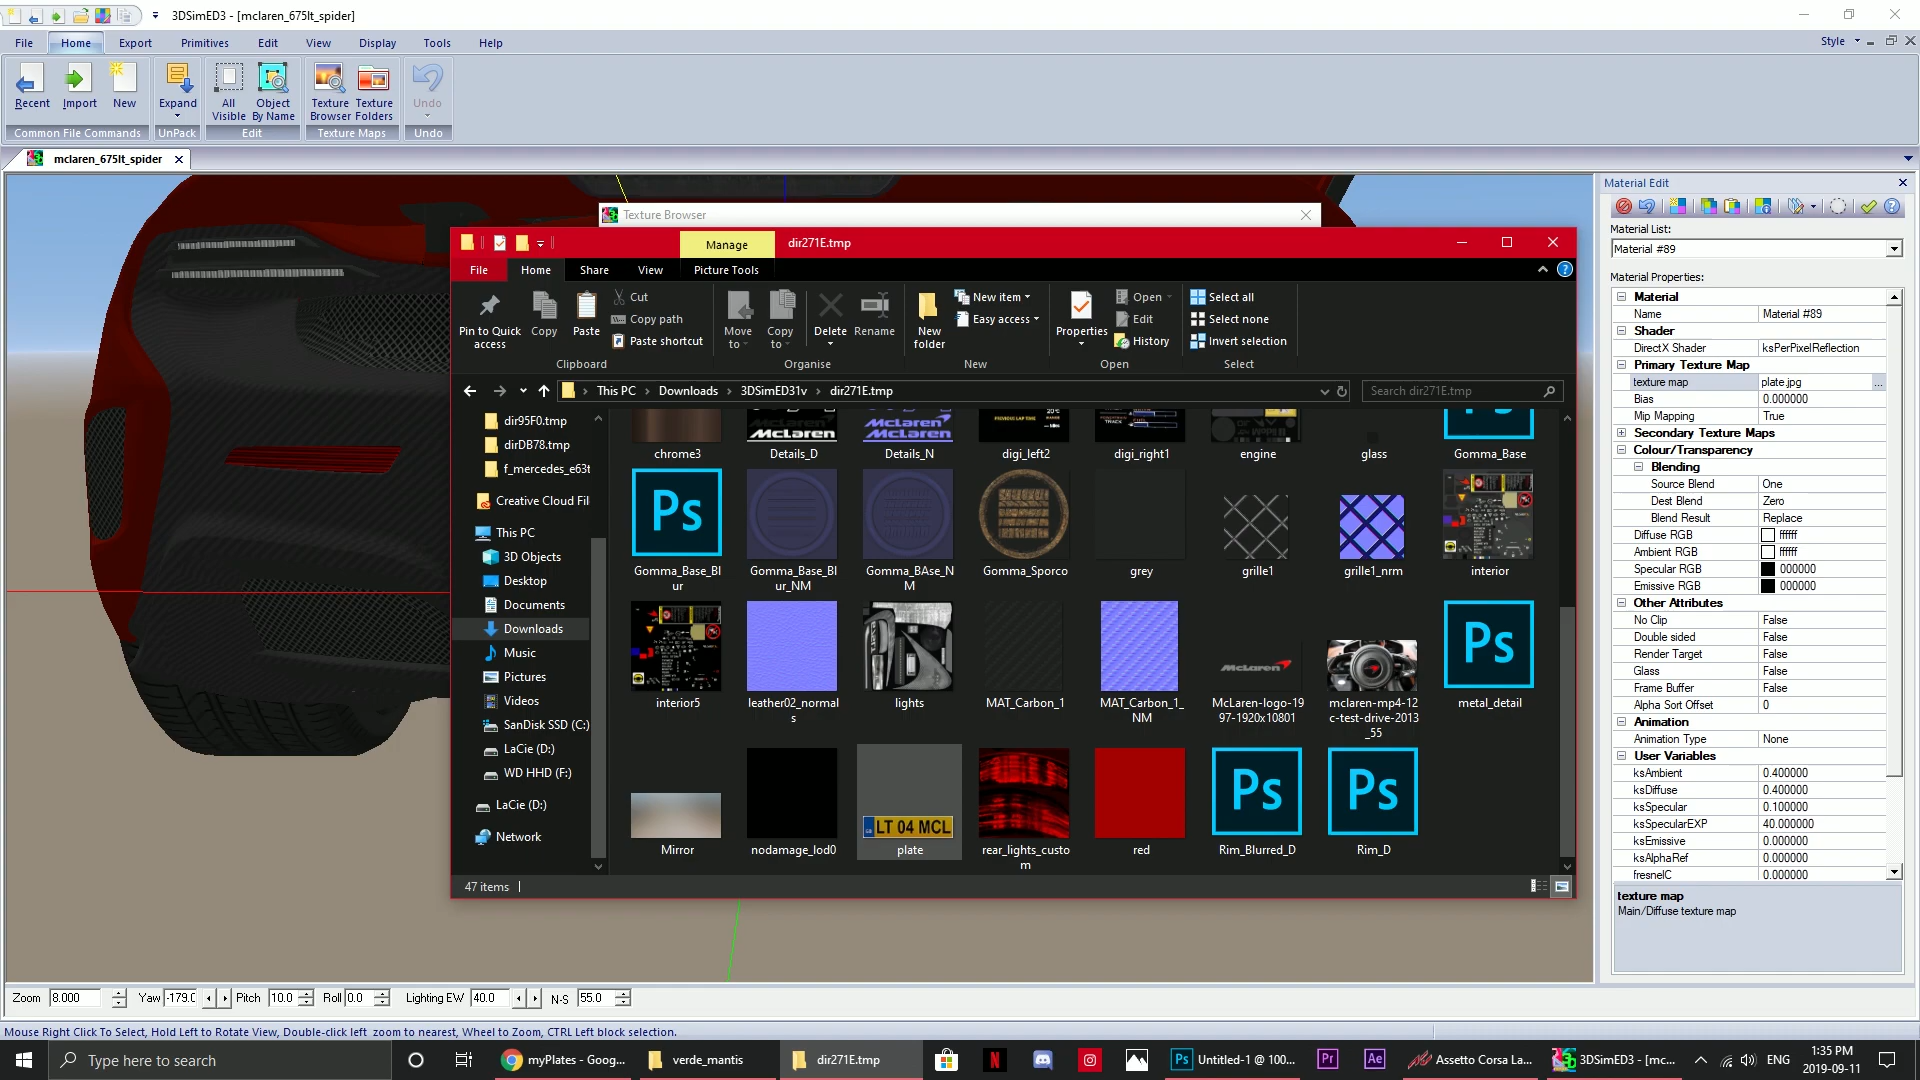 3DSimED3 - [mclaren_675lt_spider]
File Home Export Primitives Edit View Display Tools Help
Style
Recent Import New Expand All Visible Object By Name Texture Browser Texture Folders Undo
Common File Commands UnPack Edit Texture Maps Undo
mclaren_675lt_spider
Texture Browser
Manage dir271E.tmp
File Home Share View Picture Tools
Pin to Quick access Copy Paste Cut
Copy path
Paste shortcut
Move to Copy to Delete Rename
New folder New item
Easy access
Properties Open
Edit
History
Select all
Select none
Invert selection
Clipboard Organise New Open Select
This PC Downloads 3DSimED31v dir271E.tmp
Search dir271E.tmp
dir95F0.tmp
dirDB78.tmp
f_mercedes_e63t
Creative Cloud Fil
This PC
3D Objects
Desktop
Documents
Downloads
Music
Pictures
Videos
SanDisk SSD (C:)
LaCie (D:)
WD HHD (F:)
LaCie (D:)
Network
chrome3 Details_D Details_N digi_left2 digi_right1 engine glass Gomma_Base
Ps
Gomma_Base_Blur Gomma_Base_Blur_NM Gomma_BAse_NM Gomma_Sporco grey grille1 grille1_nrm interior
Ps
interior5 leather02_normals lights MAT_Carbon_1 MAT_Carbon_1_NM McLaren-logo-1997-1920x10801 mclaren-mp4-12c-test-drive-2013_55 metal_detail
LT 04 MCL
Ps Ps
Mirror nodamage_lod0 plate rear_lights_custom red Rim_Blurred_D Rim_D
47 items
Material Edit
Material List:
Material #89
Material Properties:
Material
Name Material #89
Shader
DirectX Shader ksPerPixelReflection
Primary Texture Map
texture map plate.jpg ...
Bias 0.000000
Mip Mapping True
Secondary Texture Maps
Colour/Transparency
Blending
Source Blend One
Dest Blend Zero
Blend Result Replace
Diffuse RGB ffffff
Ambient RGB ffffff
Specular RGB 000000
Emissive RGB 000000
Other Attributes
No Clip False
Double sided False
Render Target False
Glass False
Frame Buffer False
Alpha Sort Offset 0
Animation
Animation Type None
User Variables
ksAmbient 0.400000
ksDiffuse 0.400000
ksSpecular 0.100000
ksSpecularEXP 40.000000
ksEmissive 0.000000
ksAlphaRef 0.000000
fresnelC 0.000000
texture map
Main/Diffuse texture map
Zoom 8.000 Yaw -179.0 Pitch 10.0 Roll 0.0 Lighting EW 40.0 N-S 55.0
Mouse Right Click To Select, Hold Left to Rotate View, Double-click left zoom to nearest, Wheel to Zoom, CTRL Left block selection.
Type here to search
myPlates - Goog...
verde_mantis
dir271E.tmp
Ps Untitled-1 @ 100...
Pr Ae
Assetto Corsa La...
3DSimED3 - [mc...
ENG
1:35 PM
2019-09-11